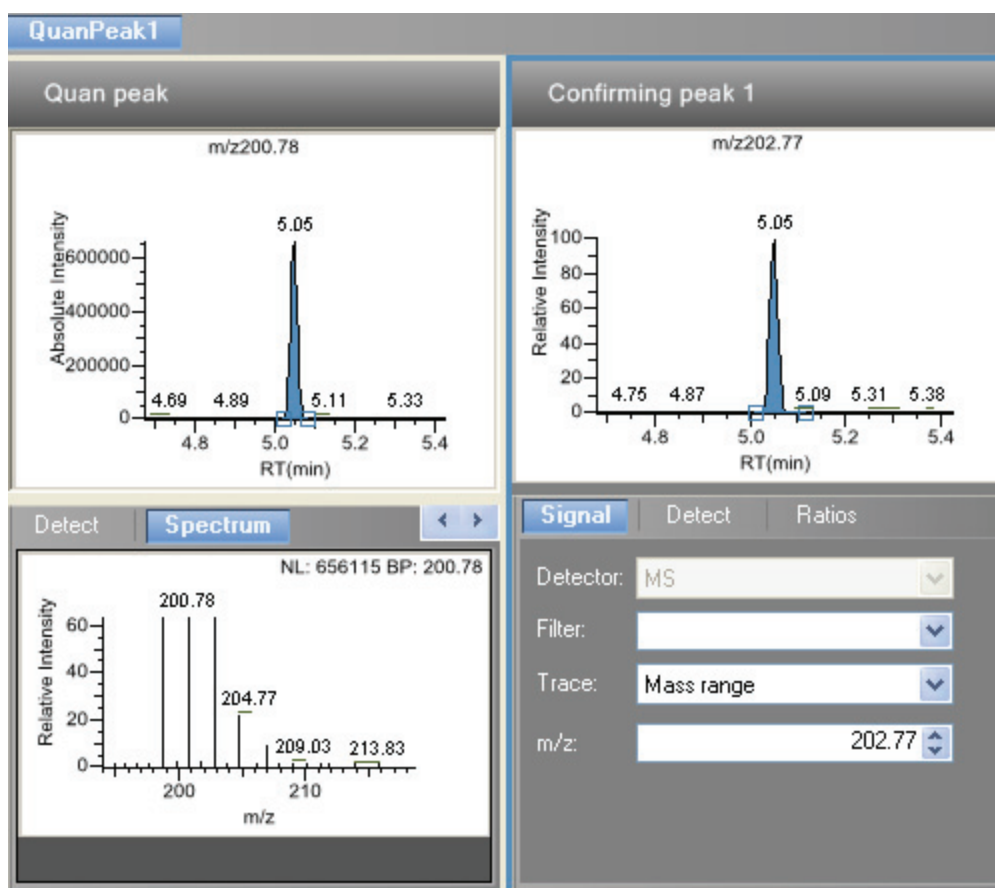 QuanPeak1
Quan peak
m/z200.78
Absolute Intensity
600000
400000
200000
0
5.05
4.69 4.89 5.11 5.33
4.8 5.0 5.2 5.4
RT(min)
Confirming peak 1
m/z202.77
Relative Intensity
100
80
60
40
20
0
5.05
4.75 4.87 5.09 5.31 5.38
4.8 5.0 5.2 5.4
RT(min)
Detect Spectrum
NL: 656115 BP: 200.78
Relative Intensity
60
40
20
0
200.78
204.77
209.03 213.83
200 210
m/z
Signal Detect Ratios
Detector: MS
Filter:
Trace: Mass range
m/z: 202.77